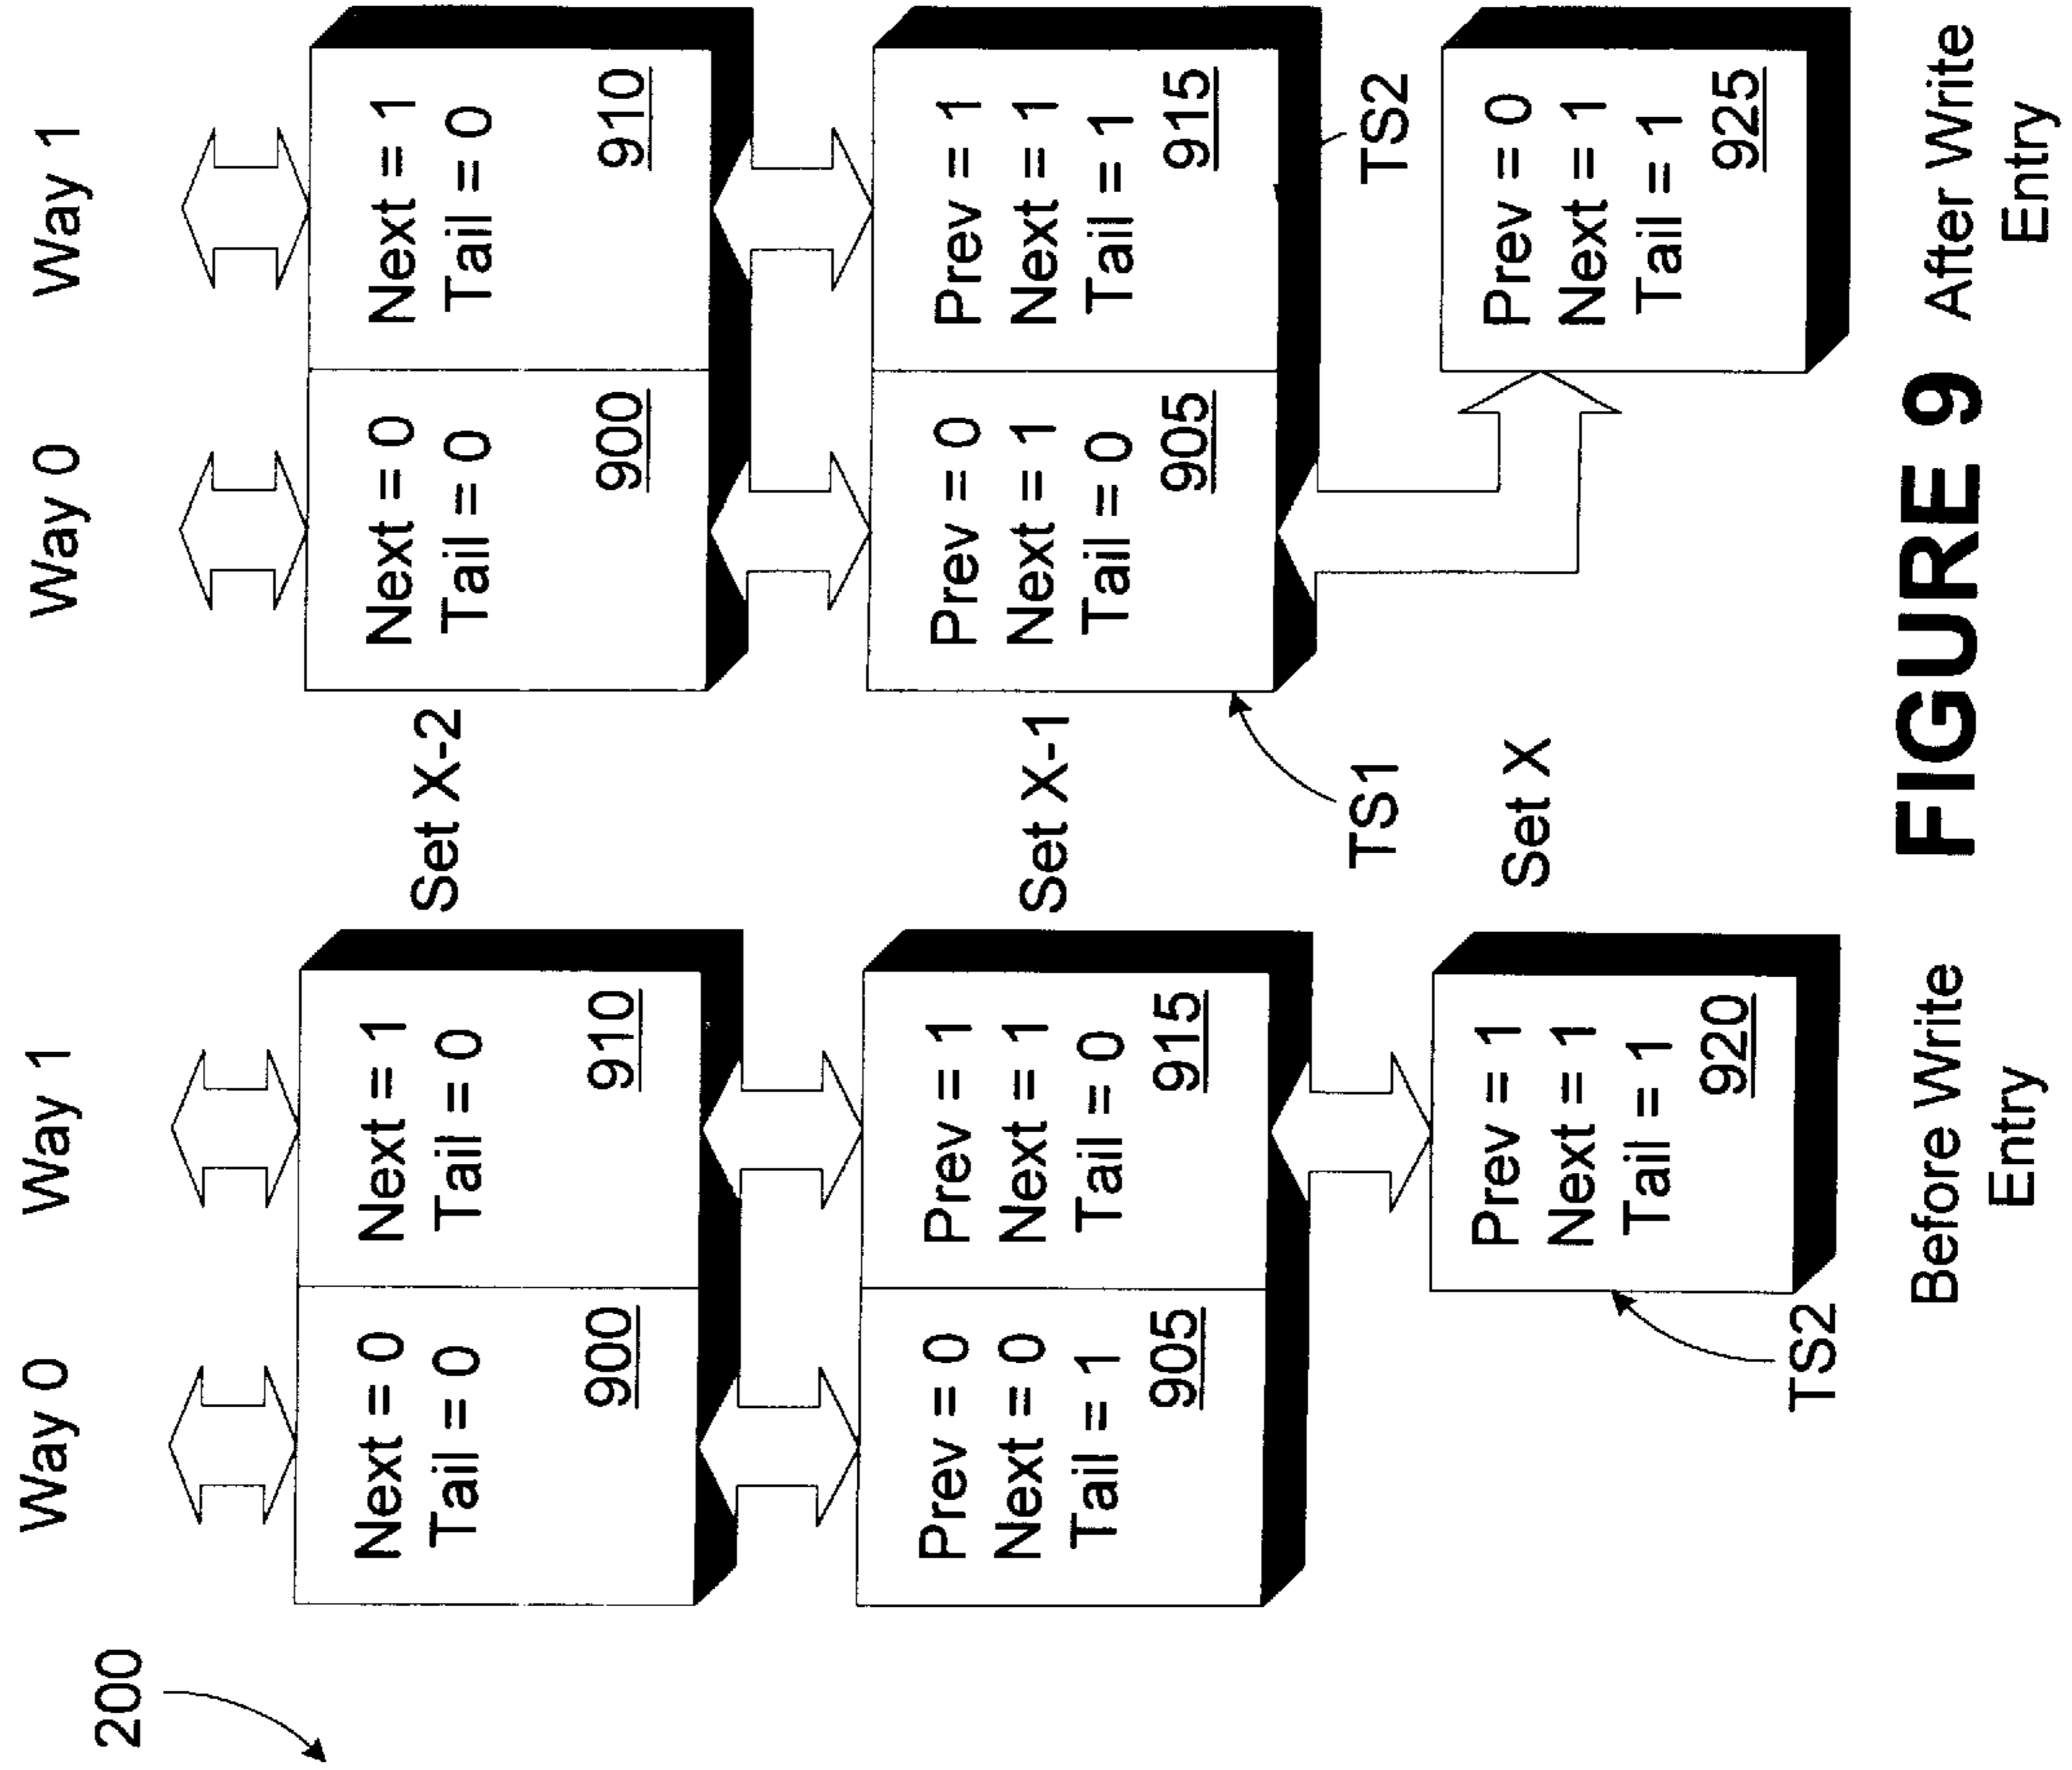 200
Way 0
Way 1
Next = 0
Tail = 0
900
Next = 1
Tail = 0
910
Prev = 0
Next = 0
Tail = 1
905
Prev = 1
Next = 1
Tail = 0
915
Prev = 1
Next = 1
Tail = 1
920
TS2
Before Write
Entry
Set X-2
Set X-1
Set X
Way 0
Way 1
Next = 0
Tail = 0
900
Next = 1
Tail = 0
910
Prev = 0
Next = 1
Tail = 0
905
Prev = 1
Next = 1
Tail = 1
915
TS1
TS2
Prev = 0
Next = 1
Tail = 1
925
After Write
Entry
FIGURE 9